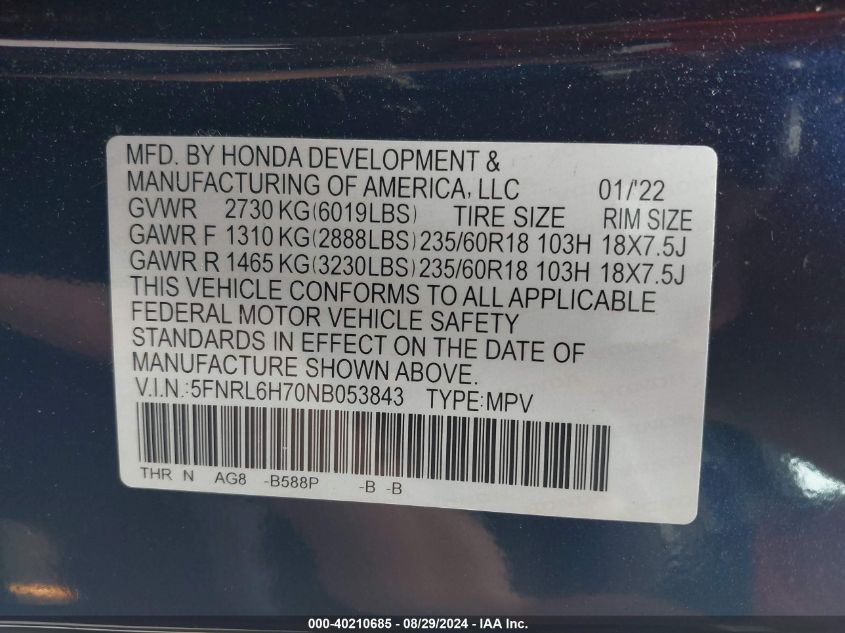 MFD. BY HONDA DEVELOPMENT &
MANUFACTURING OF AMERICA, LLC 01/'22
GVWR 2730 KG(6019LBS) TIRE SIZE RIM SIZE
GAWR F 1310 KG(2888LBS) 235/60R18 103H 18X7.5J
GAWR R 1465 KG(3230LBS) 235/60R18 103H 18X7.5J
THIS VEHICLE CONFORMS TO ALL APPLICABLE
FEDERAL MOTOR VEHICLE SAFETY
STANDARDS IN EFFECT ON THE DATE OF
MANUFACTURE SHOWN ABOVE.
V.I.N.:5FNRL6H70NB053843 TYPE:MPV
THR N AG8 -B588P -B -B
000-40210685 - 08/29/2024 - IAA Inc.